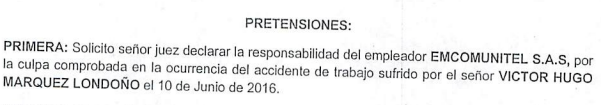 PRETENSIONES:
PRIMERA: Solicito señor juez declarar la responsabilidad del empleador EMCOMUNITEL S.A.S, por
la culpa comprobada en la ocurrencia del accidente de trabajo sufrido por el señor VICTOR HUGO
MARQUEZ LONDOÑO el 10 de Junio de 2016.